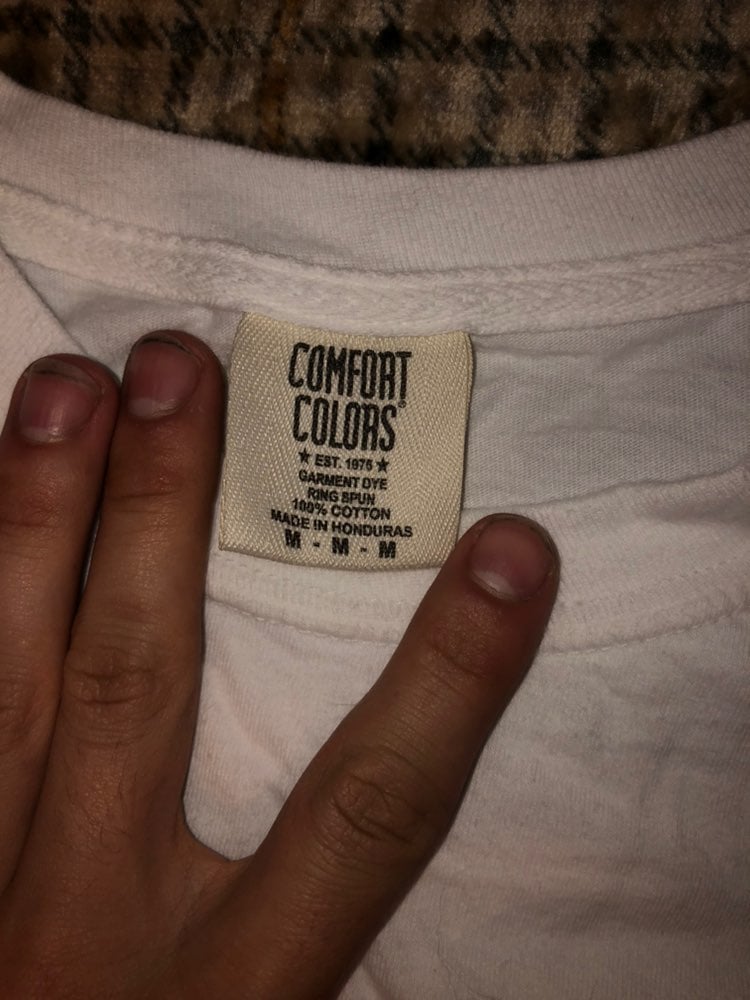 COMFORT
COLORS®
★ EST. 1975 ★
GARMENT DYE
RING SPUN
100% COTTON
MADE IN HONDURAS
M - M - M